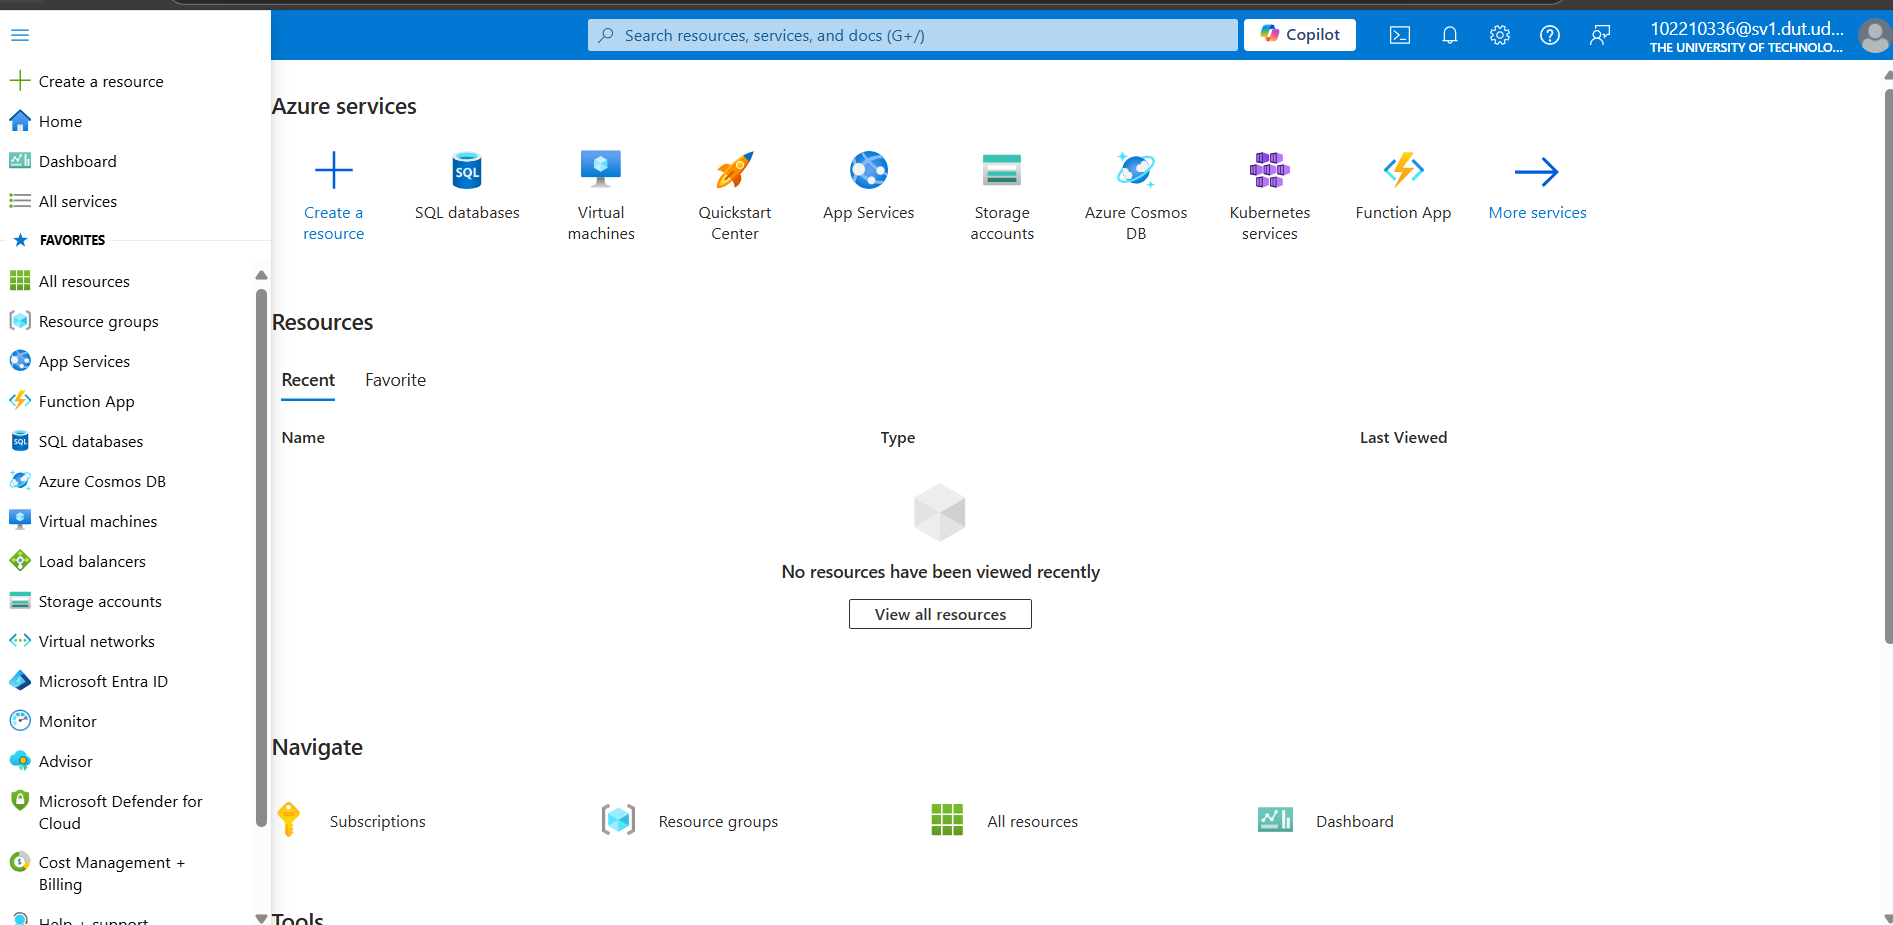 Search resources, services, and docs (G+/)
Copilot
102210336@sv1.dut.ud...
THE UNIVERSITY OF TECHNOLO...
Create a resource
Home
Dashboard
All services
FAVORITES
All resources
Resource groups
App Services
Function App
SQL databases
Azure Cosmos DB
Virtual machines
Load balancers
Storage accounts
Virtual networks
Microsoft Entra ID
Monitor
Advisor
Microsoft Defender for
Cloud
Cost Management +
Billing
Help + support
Azure services
Create a
resource
SQL
SQL databases
Virtual
machines
Quickstart
Center
App Services
Storage
accounts
Azure Cosmos
DB
Kubernetes
services
Function App
More services
Resources
Recent
Favorite
Name
Type
Last Viewed
No resources have been viewed recently
View all resources
Navigate
Subscriptions
Resource groups
All resources
Dashboard
Tools